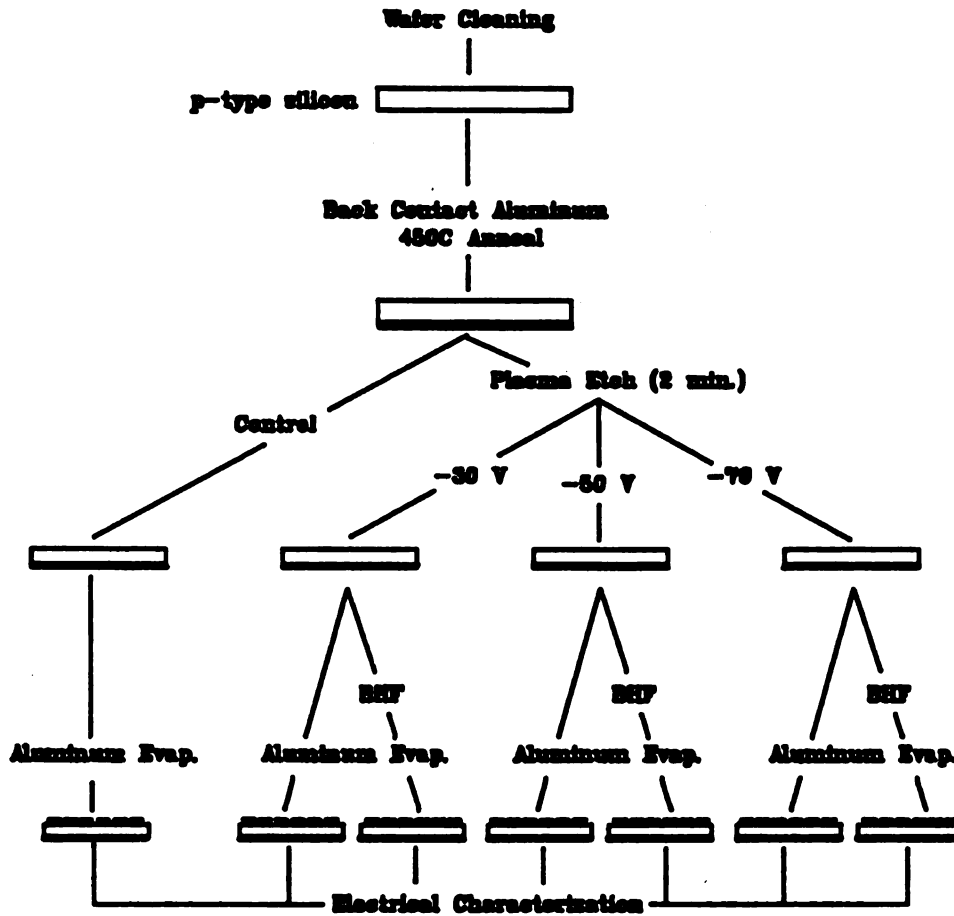 Wafer Cleaning
p-type silicon
Back Contact Aluminum
450C Anneal
Plasma Etch (2 min.)
Control
-30 V
-50 V
-70 V
BHF
BHF
BHF
Aluminum Evap.
Aluminum Evap.
Aluminum Evap.
Aluminum Evap.
Electrical Characterization